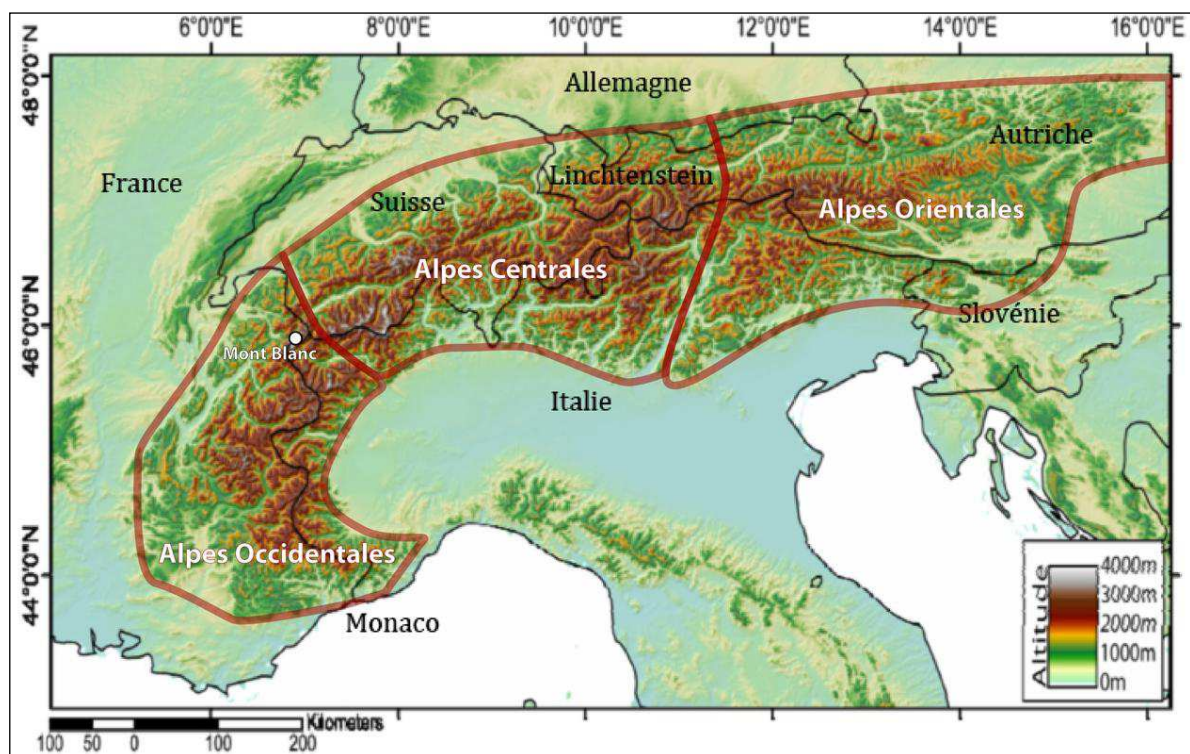 6°0'0"E
8°0'0"E
10°0'0"E
12°0'0"E
14°0'0"E
16°0'0"E
48°0'0"N
46°0'0"N
44°0'0"N
Allemagne
Autriche
France
Linchtenstein
Suisse
Alpes Orientales
Alpes Centrales
Slovénie
Mont Blanc
Italie
Alpes Occidentales
Monaco
Altitude
4000m
3000m
2000m
1000m
0m
Kilometers
100 50 0 100 200